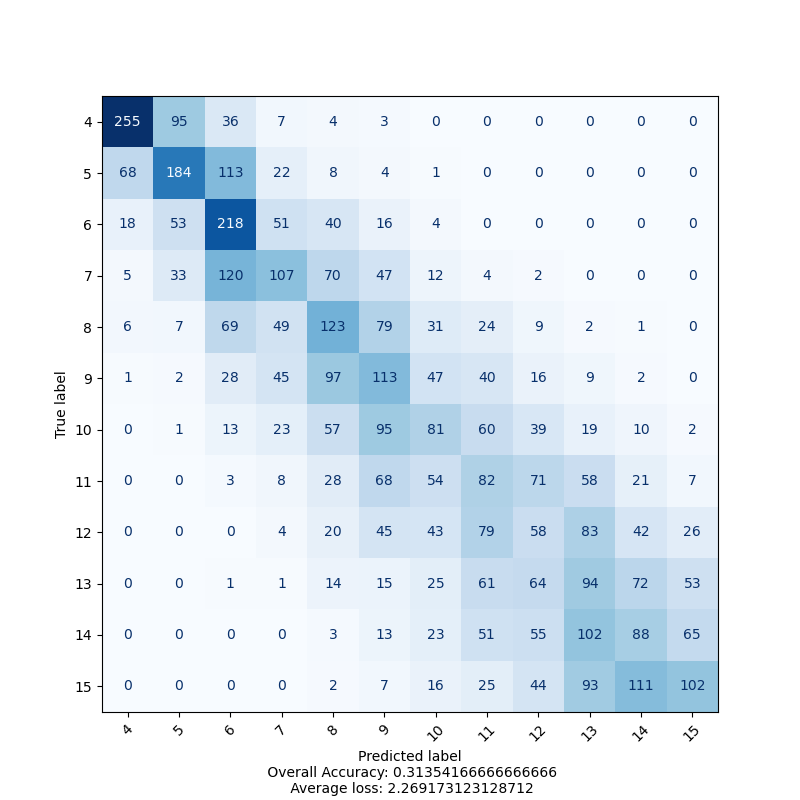 4 255 95 36 7 4 3 0 0 0 0 0 0
5 68 184 113 22 8 4 1 0 0 0 0 0
6 18 53 218 51 40 16 4 0 0 0 0 0
7 5 33 120 107 70 47 12 4 2 0 0 0
8 6 7 69 49 123 79 31 24 9 2 1 0
9 1 2 28 45 97 113 47 40 16 9 2 0
True label
10 0 1 13 23 57 95 81 60 39 19 10 2
11 0 0 3 8 28 68 54 82 71 58 21 7
12 0 0 0 4 20 45 43 79 58 83 42 26
13 0 0 1 1 14 15 25 61 64 94 72 53
14 0 0 0 0 3 13 23 51 55 102 88 65
15 0 0 0 0 2 7 16 25 44 93 111 102
4 5 6 7 8 9 10 11 12 13 14 15
Predicted label
Overall Accuracy: 0.31354166666666666
Average loss: 2.269173123128712